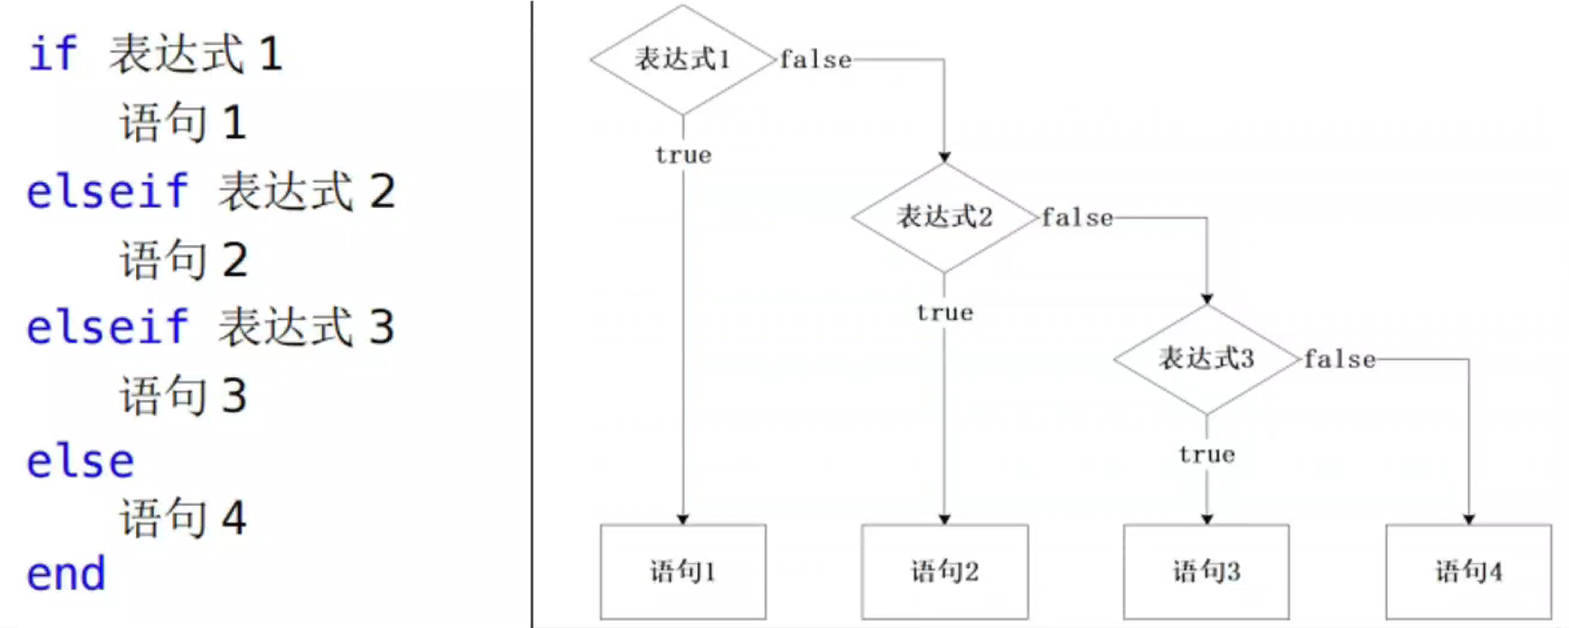 if 表达式 1
语句 1
elseif 表达式 2
语句 2
elseif 表达式 3
语句 3
else
语句 4
end
表达式1
false
true
表达式2
false
true
表达式3
false
true
语句1
语句2
语句3
语句4